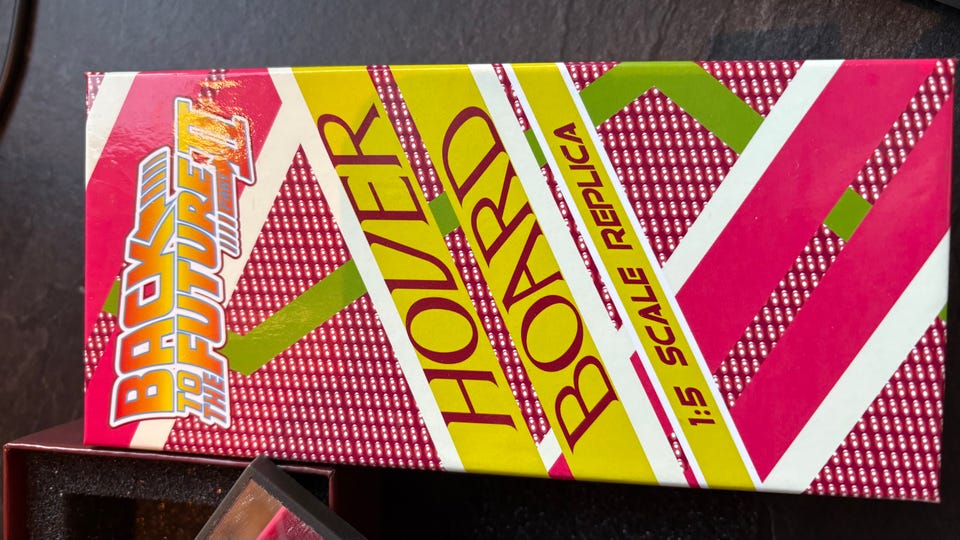 BACK
TO THE
FUTURE II
HOVER
BOARD
1:5 SCALE REPLICA